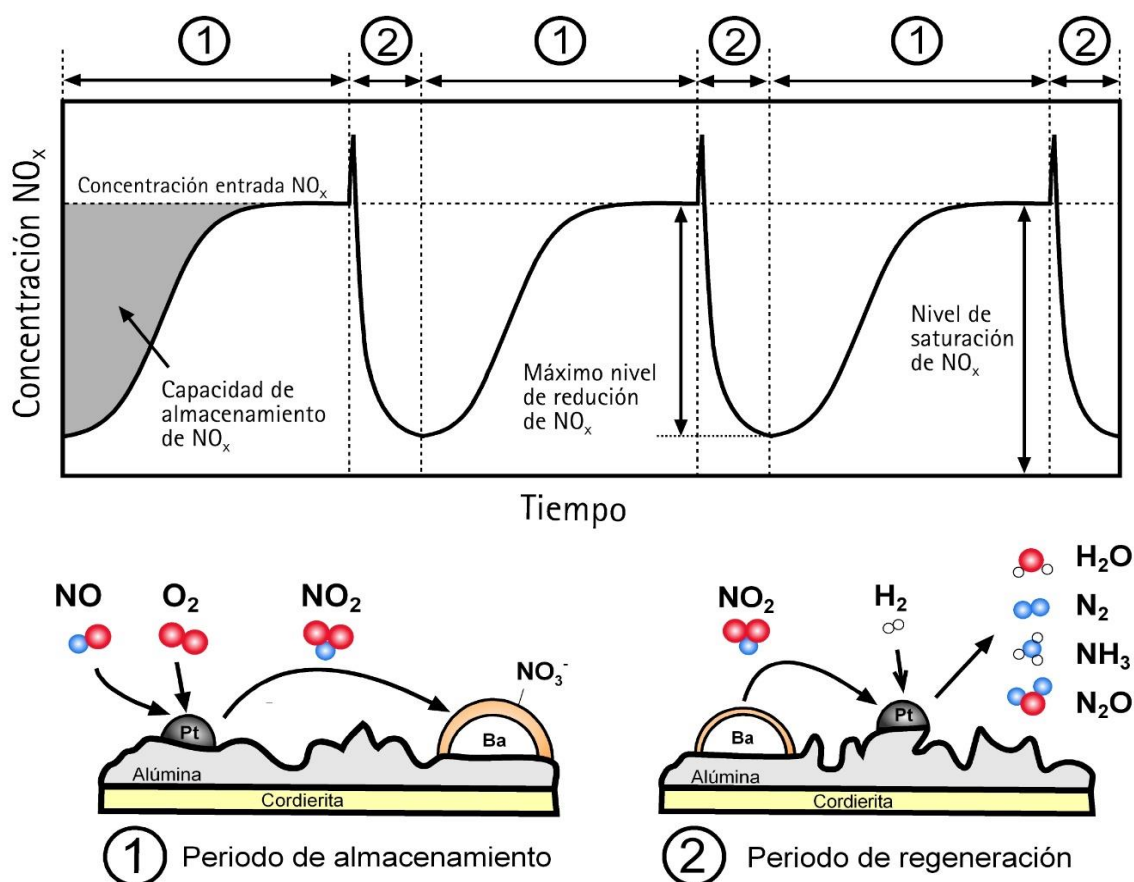 1 2 1 2 1 2
Concentración NOx
Concentración entrada NOx
Capacidad de
almacenamiento
de NOx
Máximo nivel
de redución
de NOx
Nivel de
saturación
de NOx
Tiempo
NO O2 NO2
NO3-
Pt
Ba
Alúmina
Cordierita
1 Periodo de almacenamiento
NO2 H2
H2O
N2
NH3
N2O
Ba
Pt
Alúmina
Cordierita
2 Periodo de regeneración